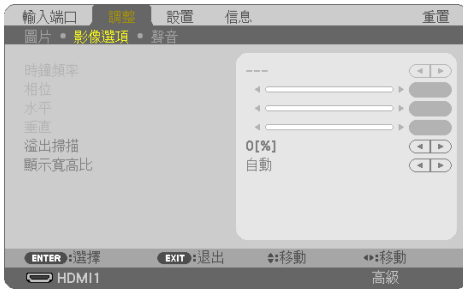 輸入端口 調整 設置 信息 重置
圖片 • 影像選項 • 聲音
時鐘頻率 ---
相位
水平
垂直
溢出掃描 0[%]
顯示寬高比 自動
ENTER:選擇 EXIT:退出 :移動 :移動
HDMI1 高級